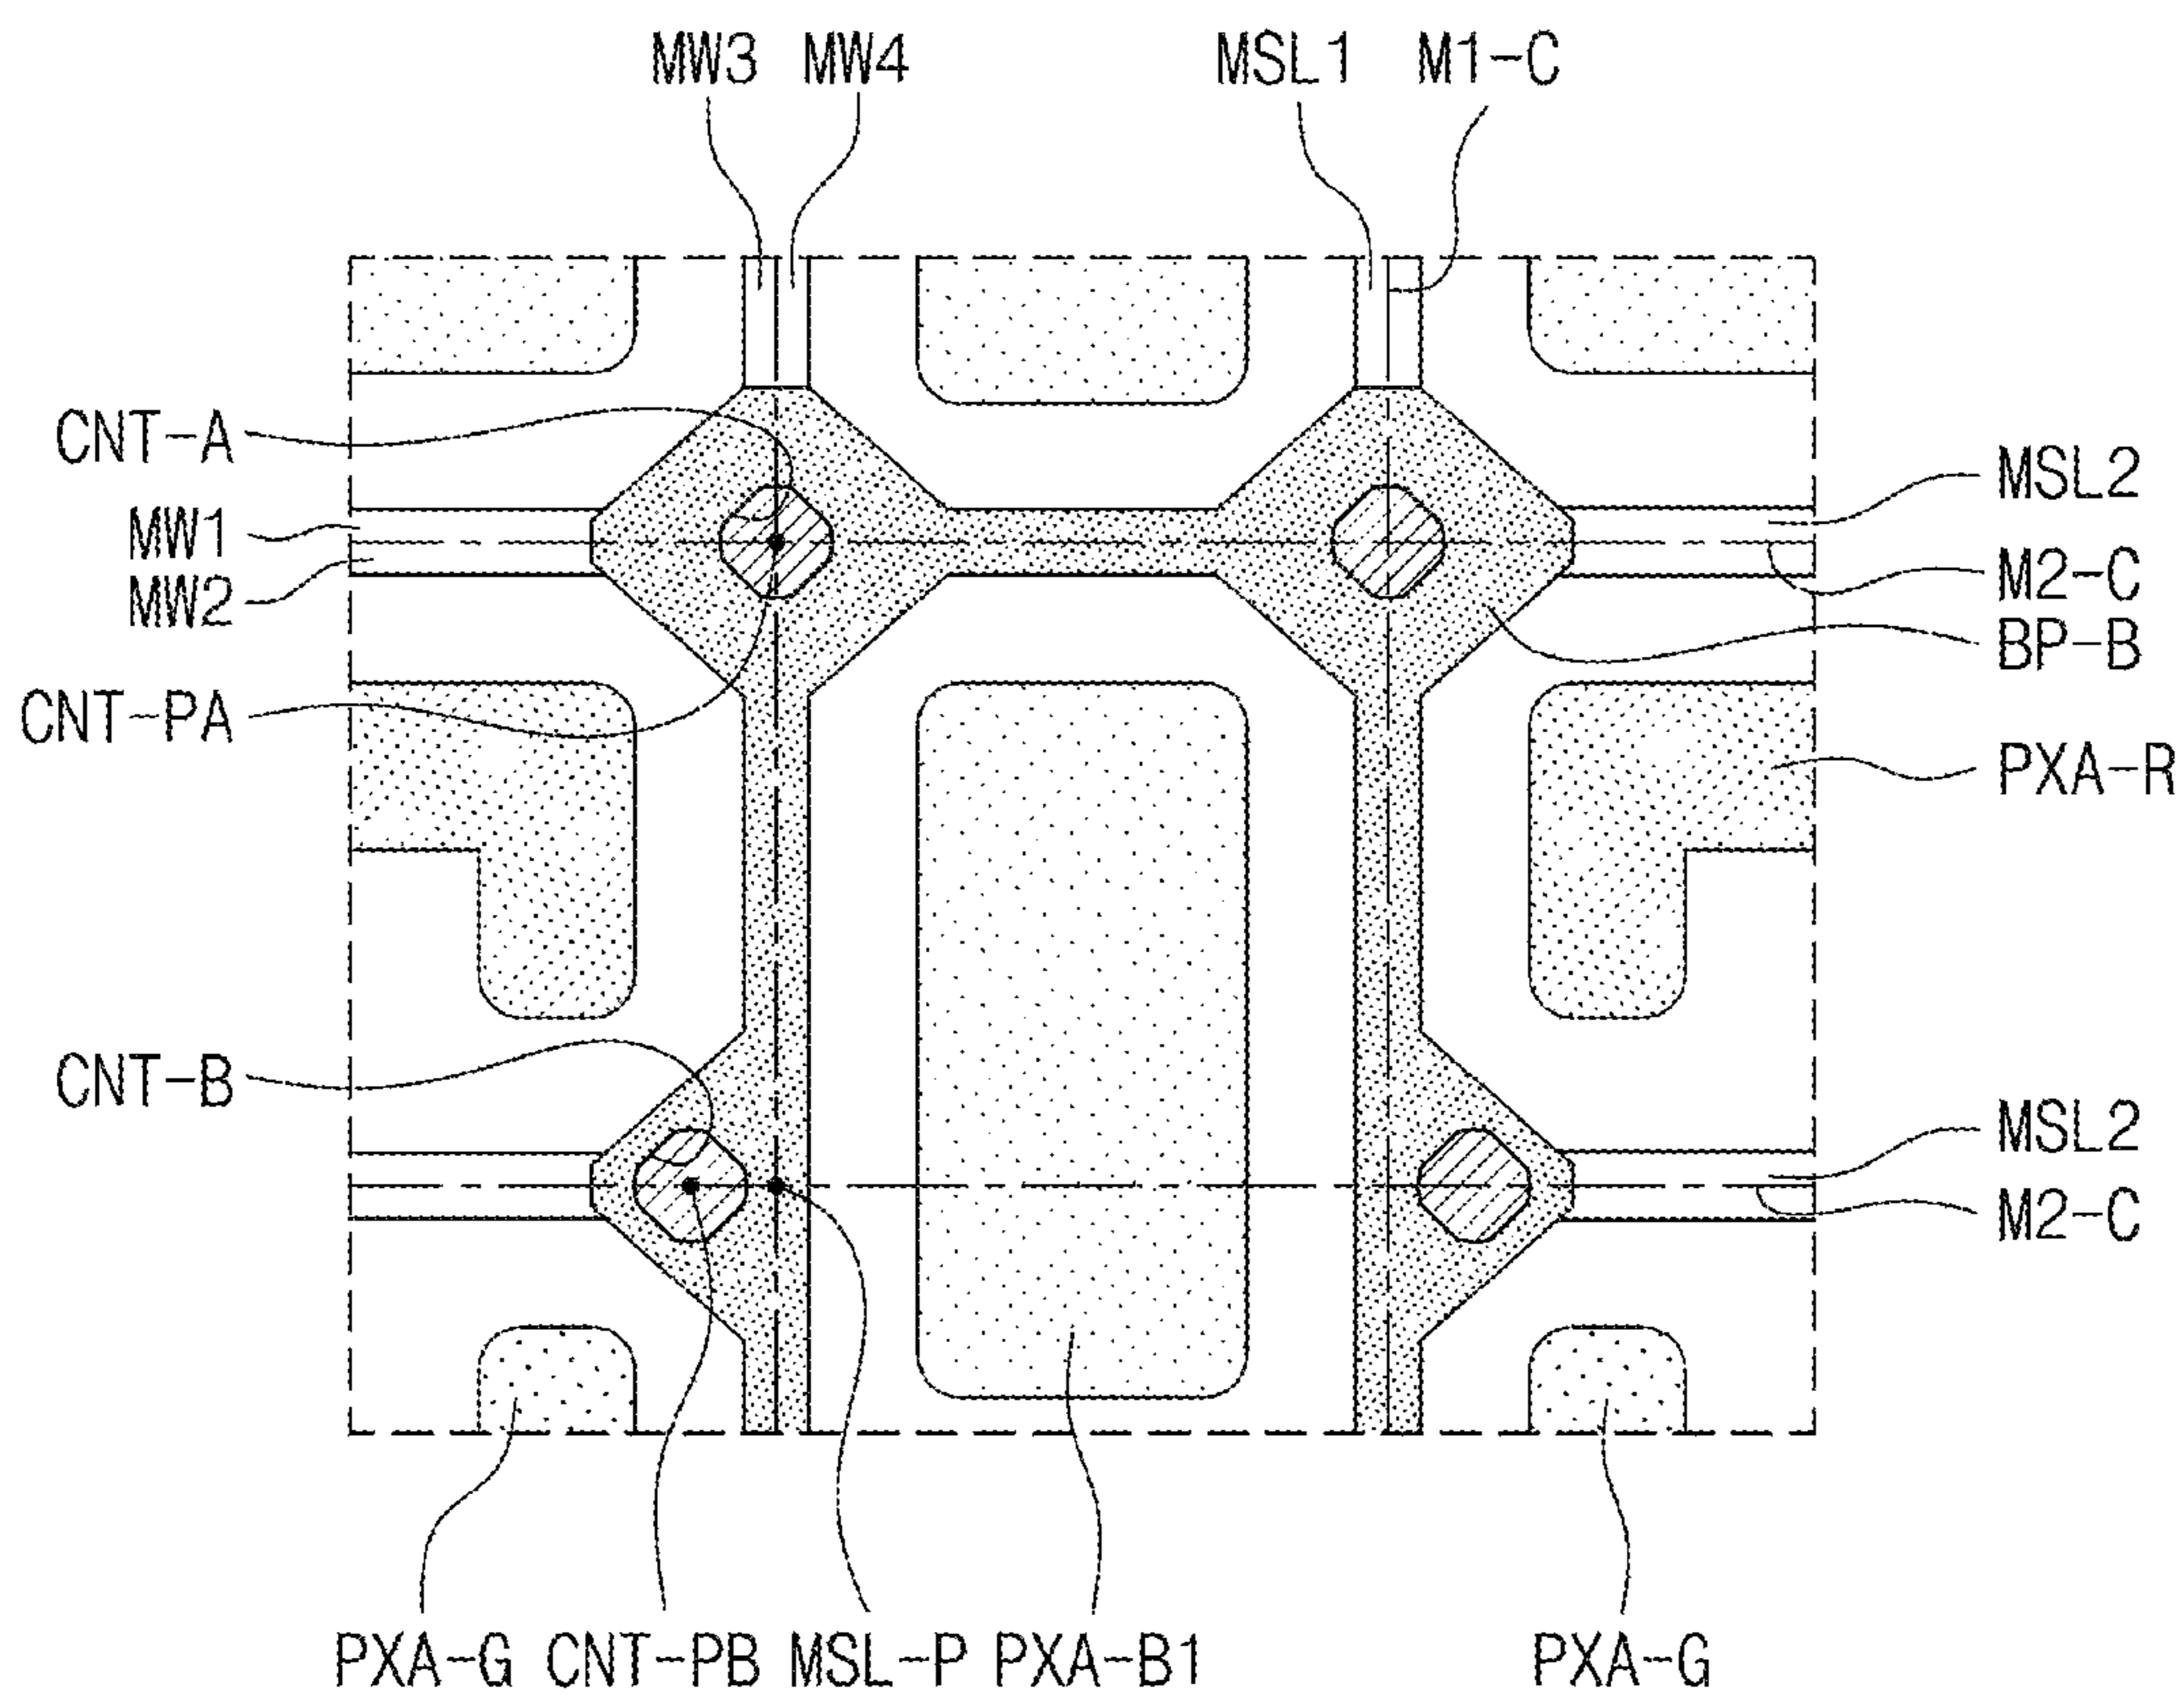 MW3 MW4 MSL1 M1-C
CNT-A
MSL2
MW1
M2-C
MW2
BP-B
CNT-PA
PXA-R
CNT-B
MSL2
M2-C
PXA-G CNT-PB MSL-P PXA-B1 PXA-G